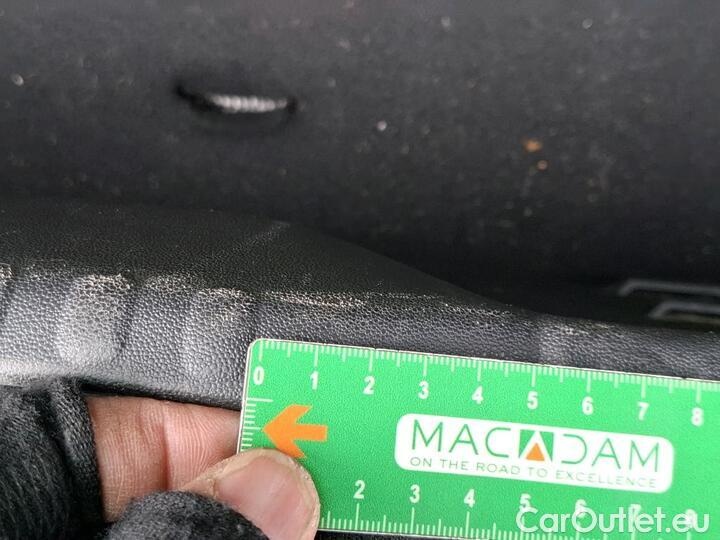 0 1 2 3 4 5 6 7 8
MACADAM
ON THE ROAD TO EXCELLENCE
2 3 4 5 6 7 8 9
CarOutlet.eu